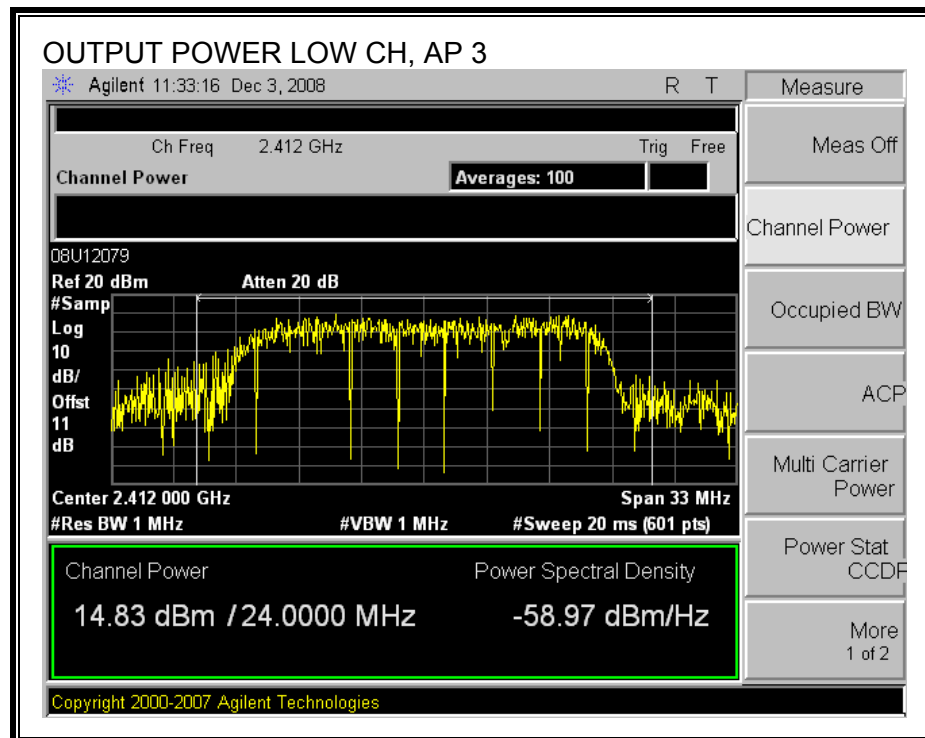 OUTPUT POWER LOW CH, AP 3
Agilent 11:33:16 Dec 3, 2008 R T
Measure
Ch Freq 2.412 GHz Trig Free
Meas Off
Channel Power Averages: 100
Channel Power
08U12079
Ref 20 dBm Atten 20 dB
#Samp
Log
10
dB/
Offst
11
dB
Occupied BW
ACP
Multi Carrier
Power
Center 2.412 000 GHz Span 33 MHz
#Res BW 1 MHz #VBW 1 MHz #Sweep 20 ms (601 pts)
Power Stat
CCDF
Channel Power Power Spectral Density
14.83 dBm / 24.0000 MHz -58.97 dBm/Hz
More
1 of 2
Copyright 2000-2007 Agilent Technologies